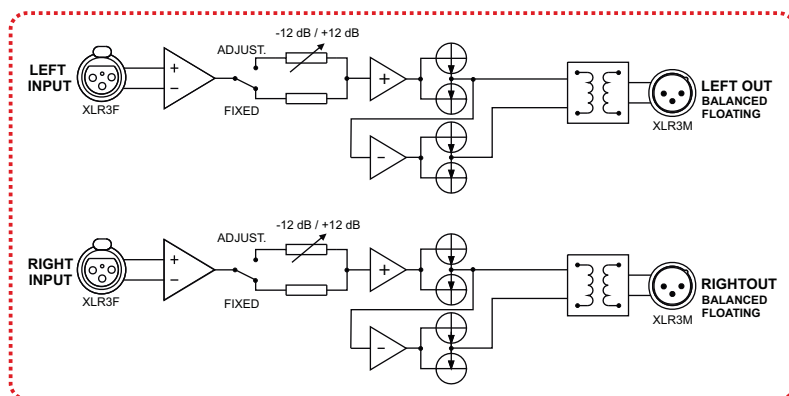 -12 dB / +12 dB
ADJUST.
LEFT
INPUT
+
−
+
LEFT OUT
BALANCED
FLOATING
XLR3F
FIXED
XLR3M
−
-12 dB / +12 dB
ADJUST.
RIGHT
INPUT
+
−
+
RIGHTOUT
BALANCED
FLOATING
XLR3F
FIXED
XLR3M
−